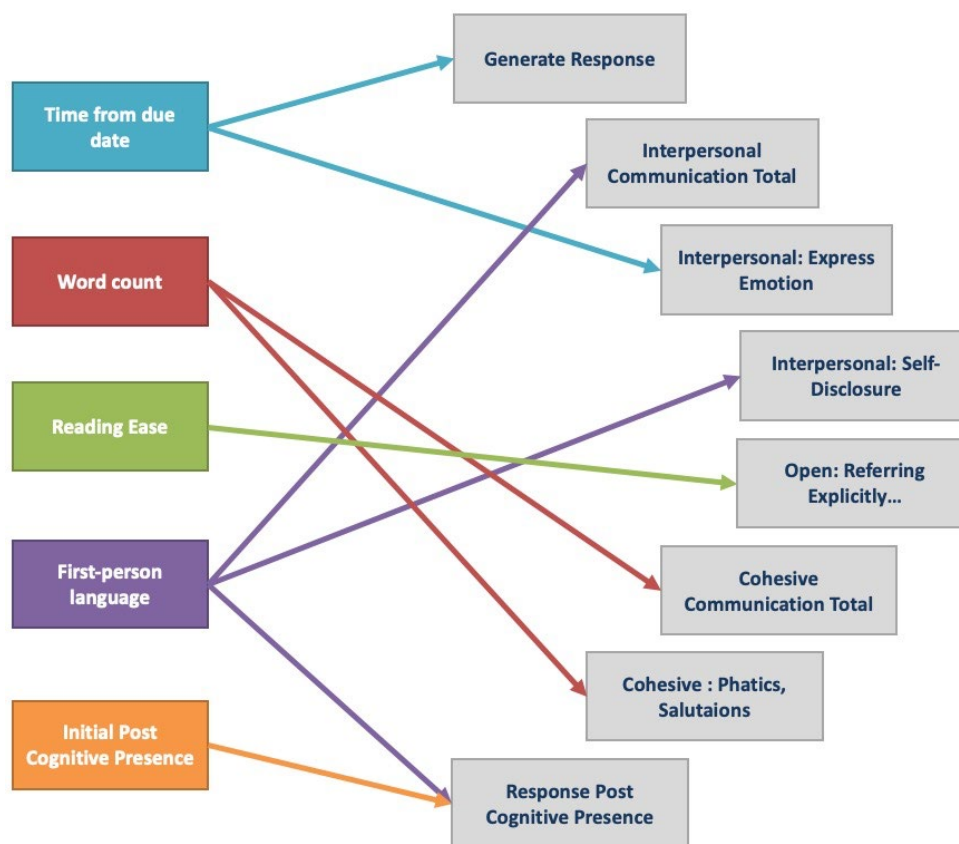 Generate Response
Time from due
date
Interpersonal
Communication Total
Interpersonal: Express
Emotion
Word count
Interpersonal: Self-
Disclosure
Reading Ease
Open: Referring
Explicitly...
First-person
language
Cohesive
Communication Total
Cohesive : Phatics,
Salutaions
Initial Post
Cognitive Presence
Response Post
Cognitive Presence